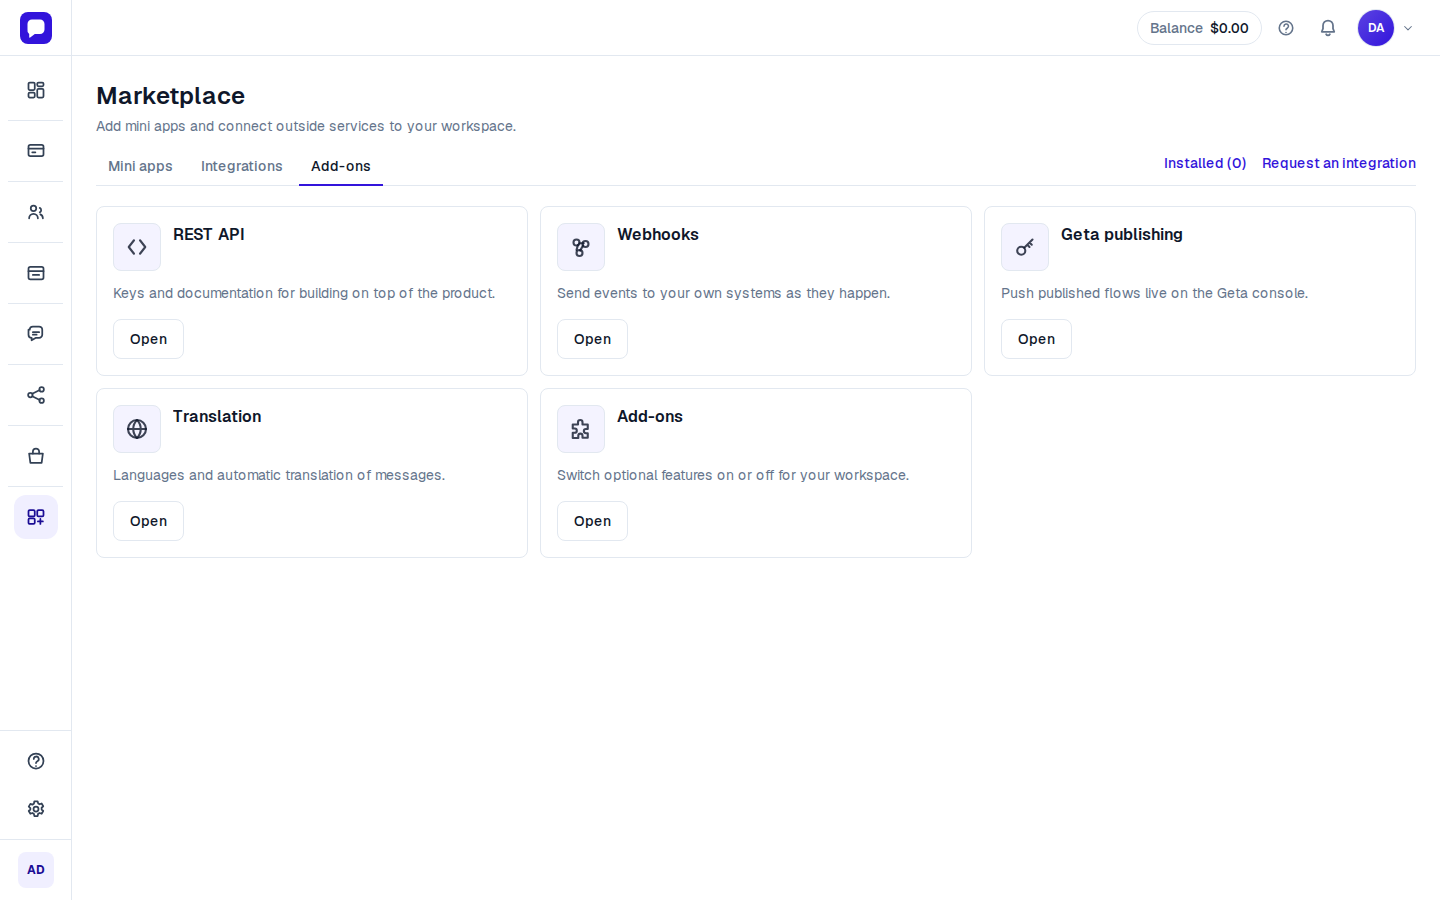 Balance $0.00
DA
Marketplace
Add mini apps and connect outside services to your workspace.
Mini apps
Integrations
Add-ons
Installed (0)
Request an integration
REST API
Keys and documentation for building on top of the product.
Open
Webhooks
Send events to your own systems as they happen.
Open
Geta publishing
Push published flows live on the Geta console.
Open
Translation
Languages and automatic translation of messages.
Open
Add-ons
Switch optional features on or off for your workspace.
Open
AD